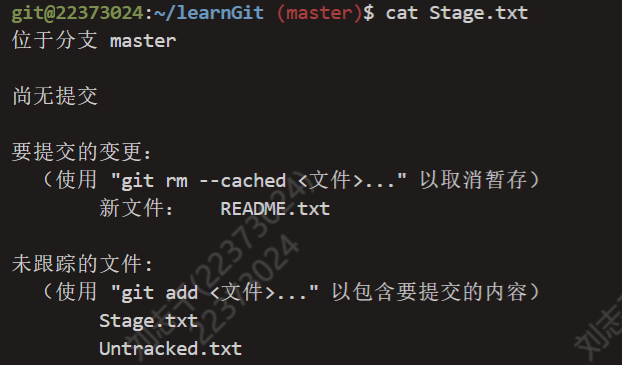 git@22373024:~/learnGit (master)$ cat Stage.txt
位于分支 master
尚无提交
要提交的变更：
（使用 "git rm --cached <文件>..." 以取消暂存）
新文件： README.txt
未跟踪的文件:
（使用 "git add <文件>..." 以包含要提交的内容）
Stage.txt
Untracked.txt
(22373024)
22373024